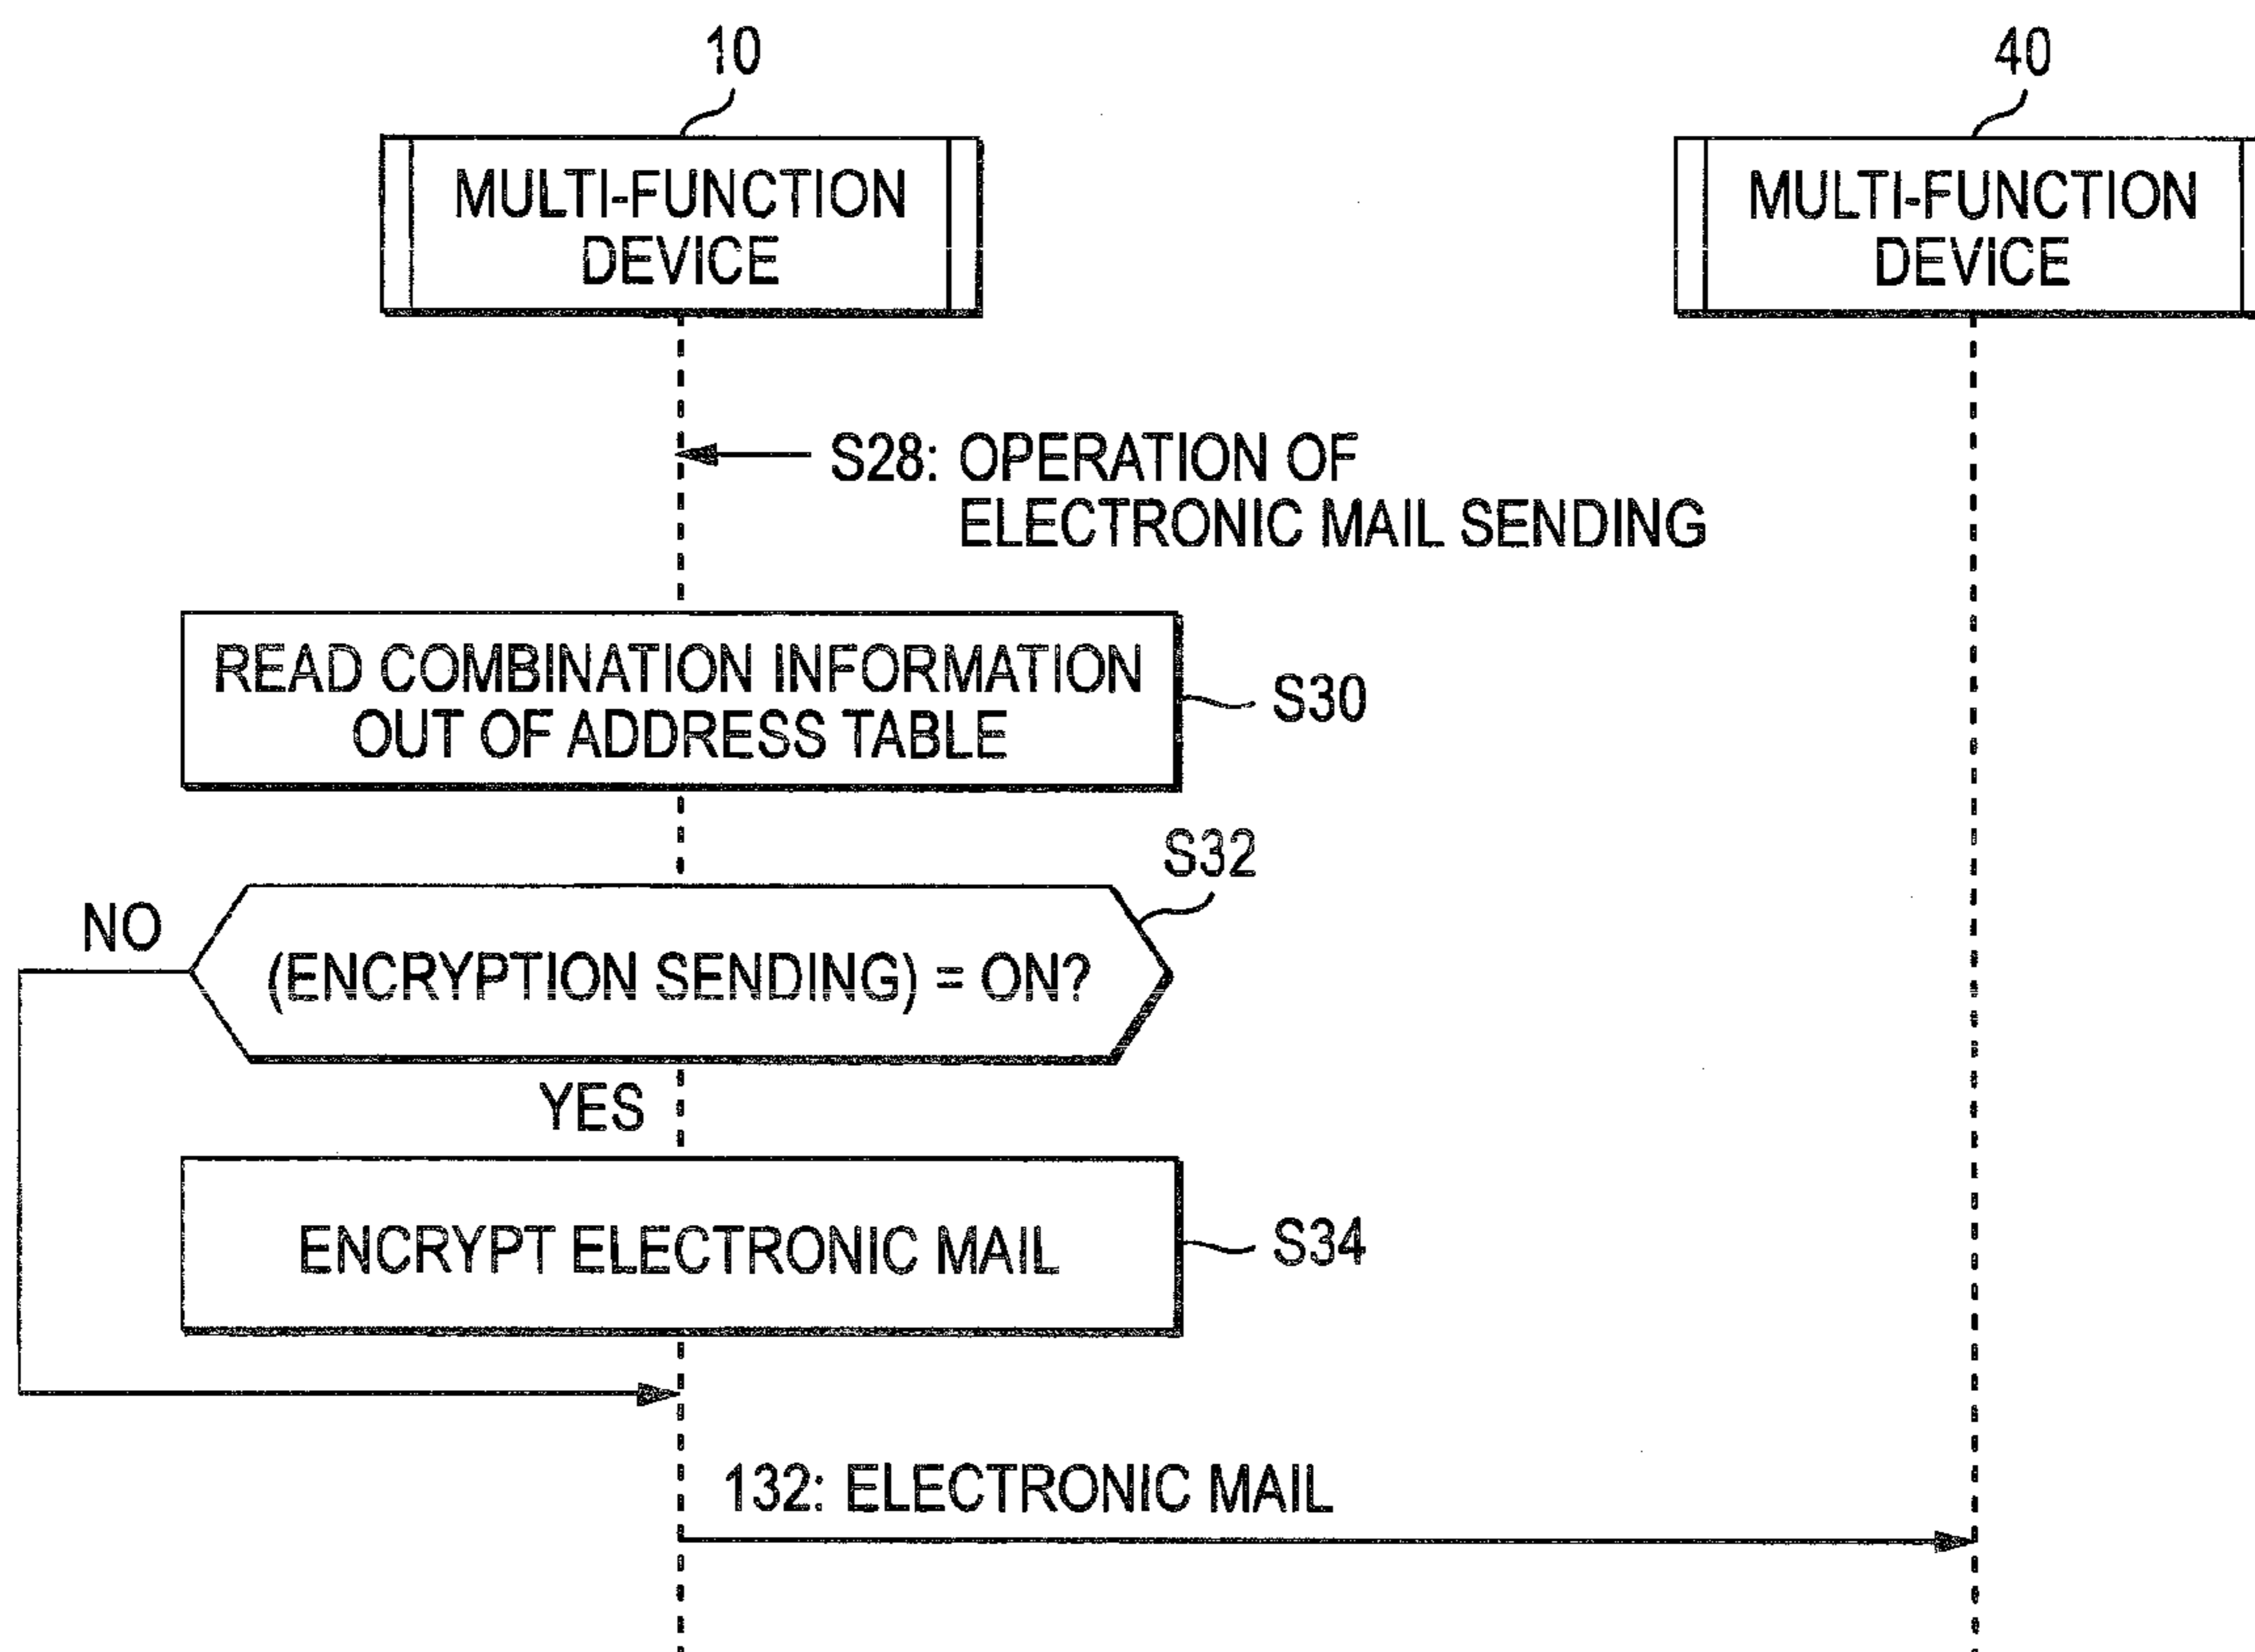 10
40
MULTI-FUNCTION
DEVICE
MULTI-FUNCTION
DEVICE
S28: OPERATION OF
ELECTRONIC MAIL SENDING
READ COMBINATION INFORMATION
OUT OF ADDRESS TABLE
S30
S32
NO
(ENCRYPTION SENDING) = ON?
YES
ENCRYPT ELECTRONIC MAIL
S34
132: ELECTRONIC MAIL